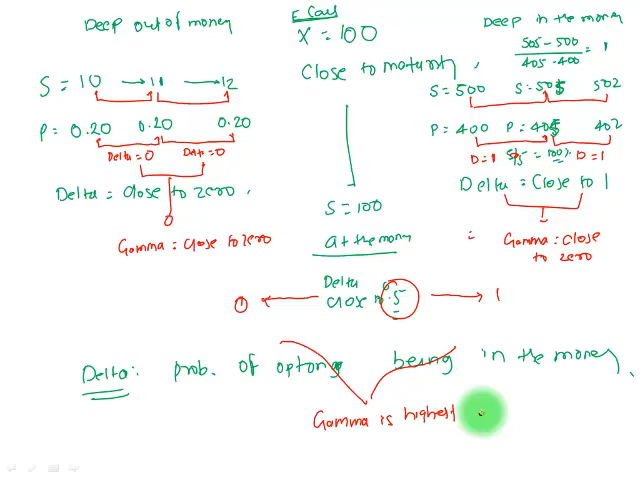 Deep out of money
S = 10 → 11 → 12
P = 0.20 0.20 0.20
Delta = 0 Delta = 0
Delta = close to zero,
0
Gamma = close to zero
E Call
X = 100
Close to maturity,
S = 100
at the money
Delta
close to 0.5
0
1
Deep in the money
505 - 500
405 - 400
= 1
S = 500 S = 505 502
P = 400 P = 405 402
D = 1 5/5 = 100% D = 1
Delta = Close to 1
=
Gamma = close
to zero
Delta: prob. of option being in the money,
Gamma is highest